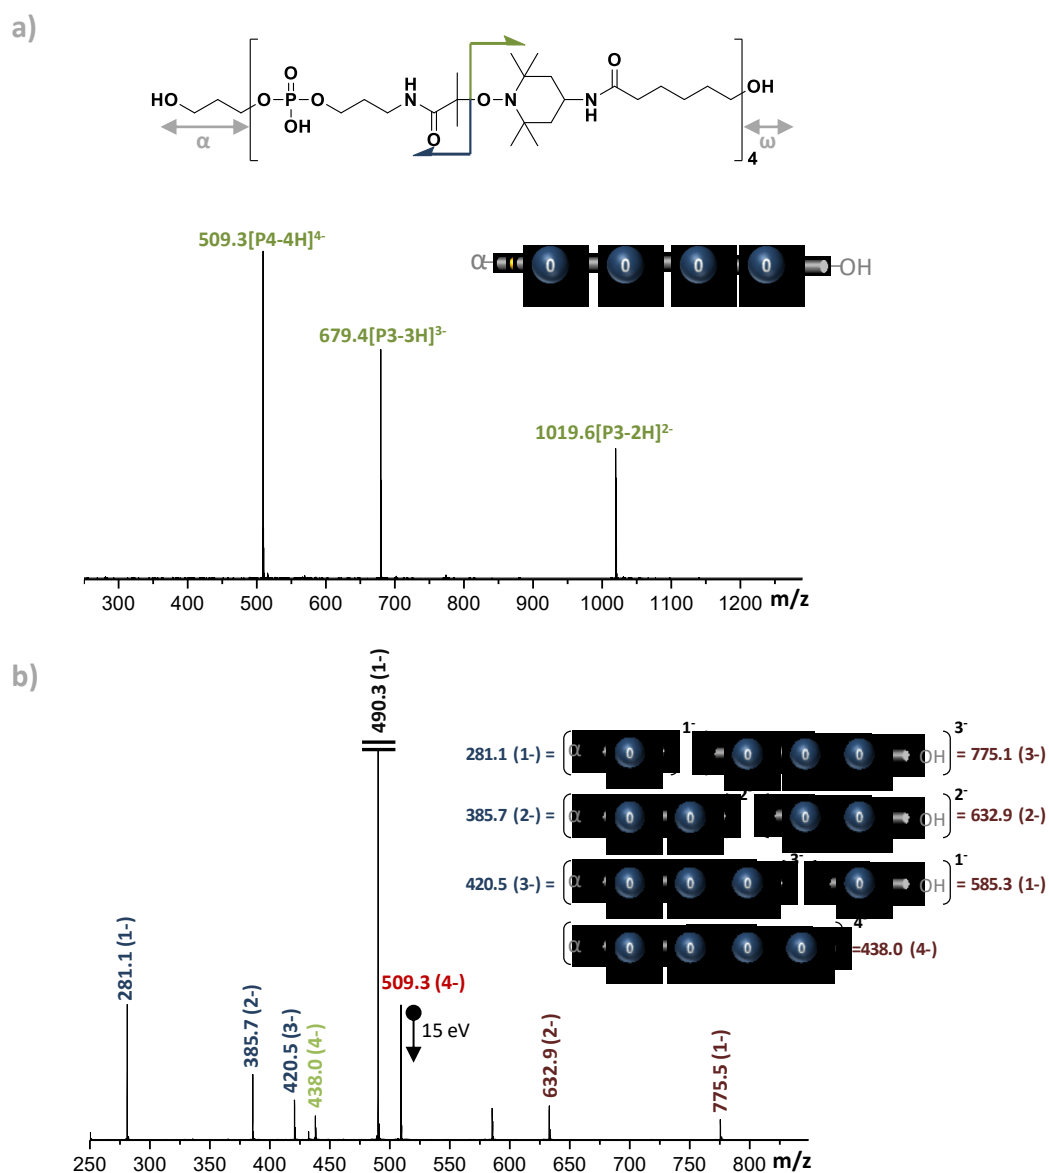 a)
O
O
H
N
HO
O
P
O
O
N
N
H
OH
OH
O
α
ω
4
509.3[P4-4H]4-
α
0
0
0
0
OH
679.4[P3-3H]3-
1019.6[P3-2H]2-
300 400 500 600 700 800 900 1000 1100 1200 m/z
b)
490.3 (1-)
281.1 (1-) = α 0 1- 0 0 0 OH 3- = 775.1 (3-)
385.7 (2-) = α 0 0 2 0 0 OH 2- = 632.9 (2-)
420.5 (3-) = α 0 0 0 3- 0 OH 1- = 585.3 (1-)
α 0 0 0 0 4 =438.0 (4-)
281.1 (1-)
385.7 (2-)
420.5 (3-)
438.0 (4-)
509.3 (4-)
15 eV
632.9 (2-)
775.5 (1-)
250 300 350 400 450 500 550 600 650 700 750 800 m/z